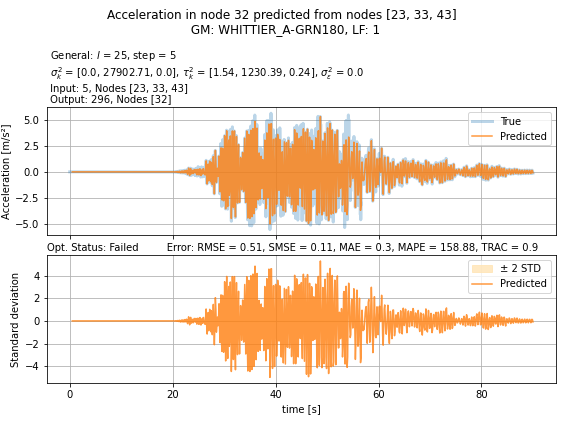 Acceleration in node 32 predicted from nodes [23, 33, 43]
GM: WHITTIER_A-GRN180, LF: 1
General: l = 25, step = 5
σ²ₖ = [0.0, 27902.71, 0.0], τ²ₖ = [1.54, 1230.39, 0.24], σ²ε = 0.0
Input: 5, Nodes [23, 33, 43]
Output: 296, Nodes [32]
5.0
2.5
0.0
−2.5
−5.0
Acceleration [m/s²]
True
Predicted
Opt. Status: Failed Error: RMSE = 0.51, SMSE = 0.11, MAE = 0.3, MAPE = 158.88, TRAC = 0.9
4
2
0
−2
−4
Standard deviation
± 2 STD
Predicted
0 20 40 60 80
time [s]